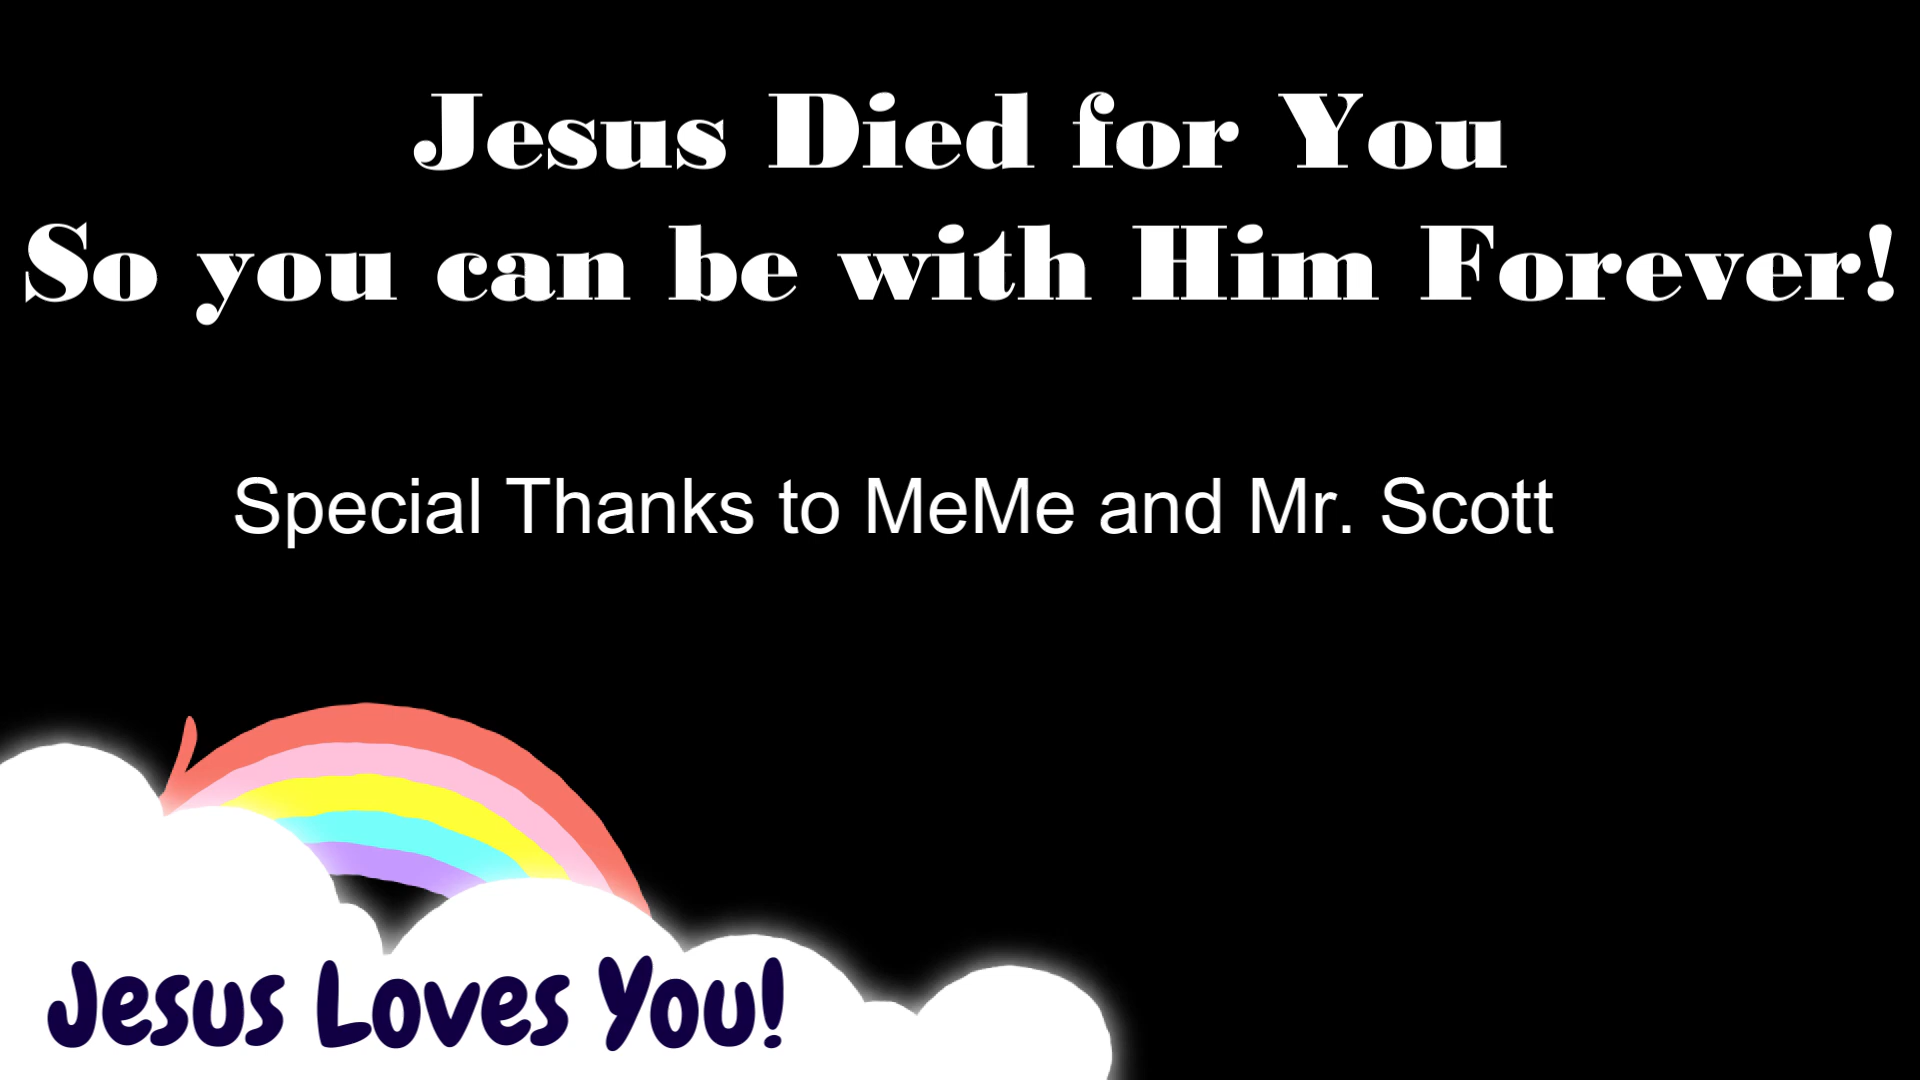 Jesus Died for You
So you can be with Him Forever!
Special Thanks to MeMe and Mr. Scott
Jesus Loves You!